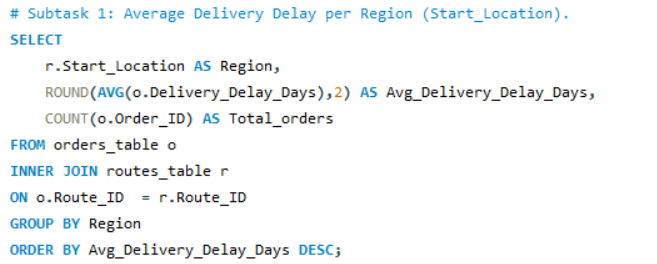 # Subtask 1: Average Delivery Delay per Region (Start_Location).
SELECT
    r.Start_Location AS Region,
    ROUND(AVG(o.Delivery_Delay_Days),2) AS Avg_Delivery_Delay_Days,
    COUNT(o.Order_ID) AS Total_orders
FROM orders_table o
INNER JOIN routes_table r
ON o.Route_ID  = r.Route_ID
GROUP BY Region
ORDER BY Avg_Delivery_Delay_Days DESC;